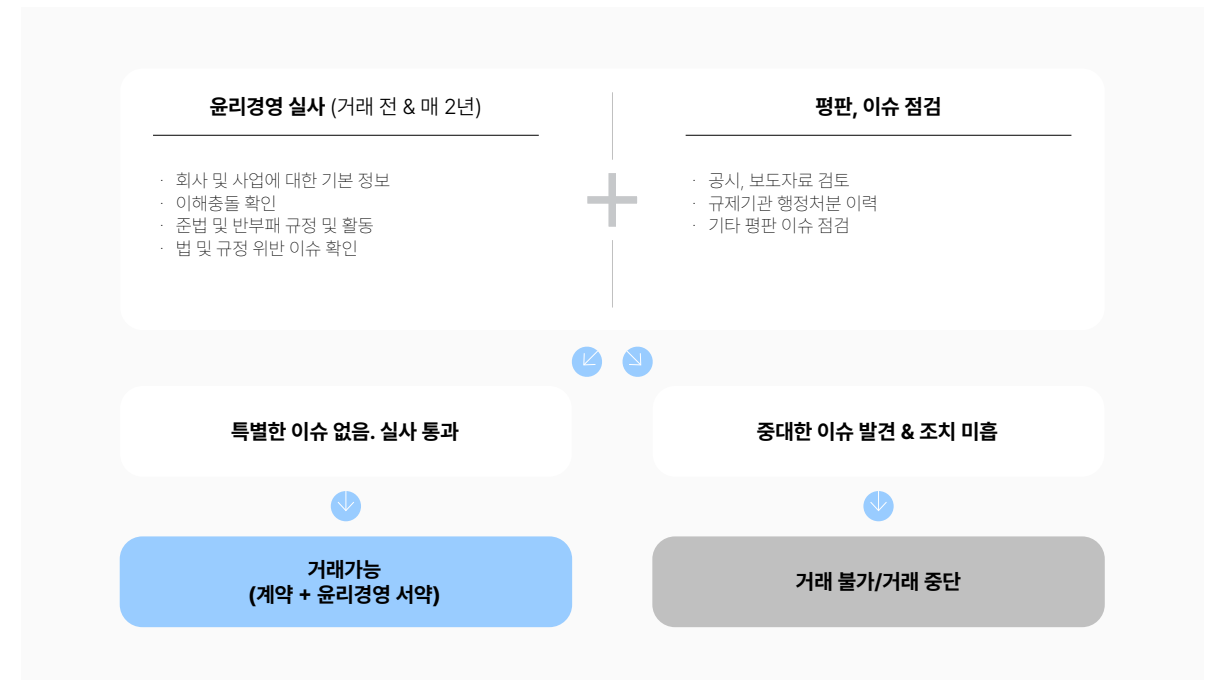 윤리경영 실사 (거래 전 & 매 2년)
· 회사 및 사업에 대한 기본 정보
· 이해충돌 확인
· 준법 및 반부패 규정 및 활동
· 법 및 규정 위반 이슈 확인
평판, 이슈 점검
· 공시, 보도자료 검토
· 규제기관 행정처분 이력
· 기타 평판 이슈 점검
특별한 이슈 없음. 실사 통과
중대한 이슈 발견 & 조치 미흡
거래가능
(계약 + 윤리경영 서약)
거래 불가/거래 중단